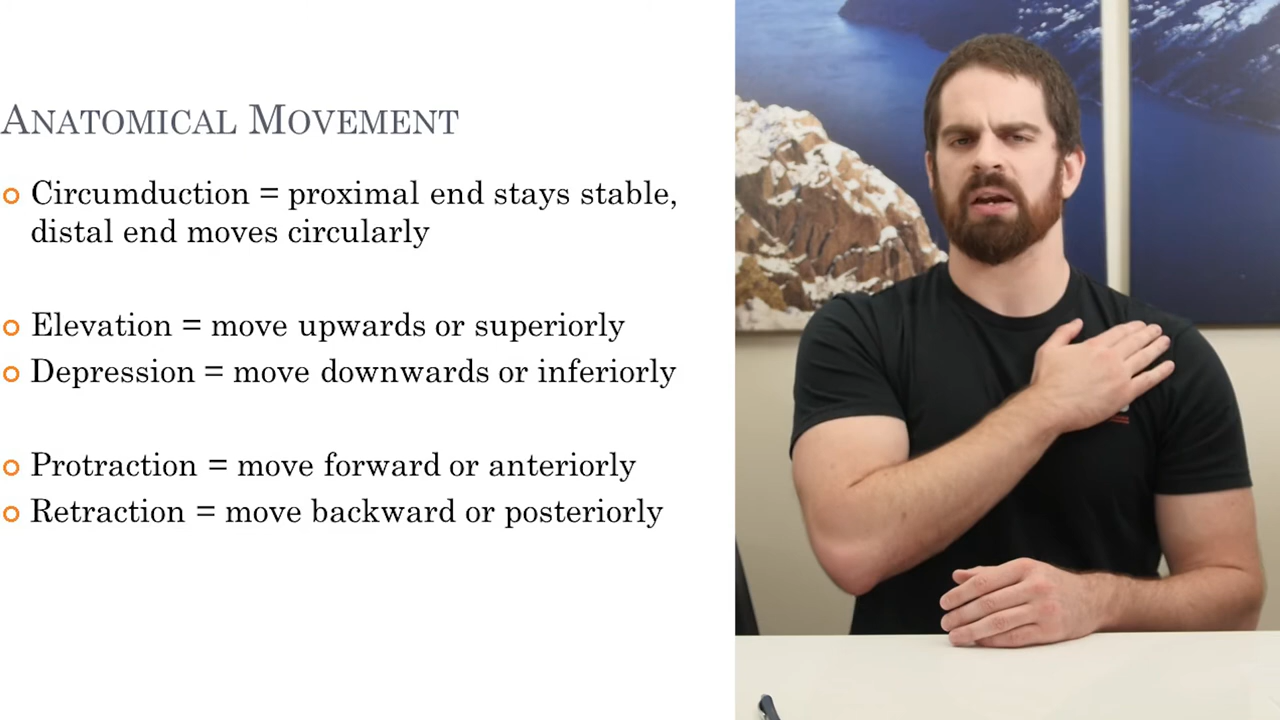 Anatomical Movement
Circumduction = proximal end stays stable,
distal end moves circularly
Elevation = move upwards or superiorly
Depression = move downwards or inferiorly
Protraction = move forward or anteriorly
Retraction = move backward or posteriorly